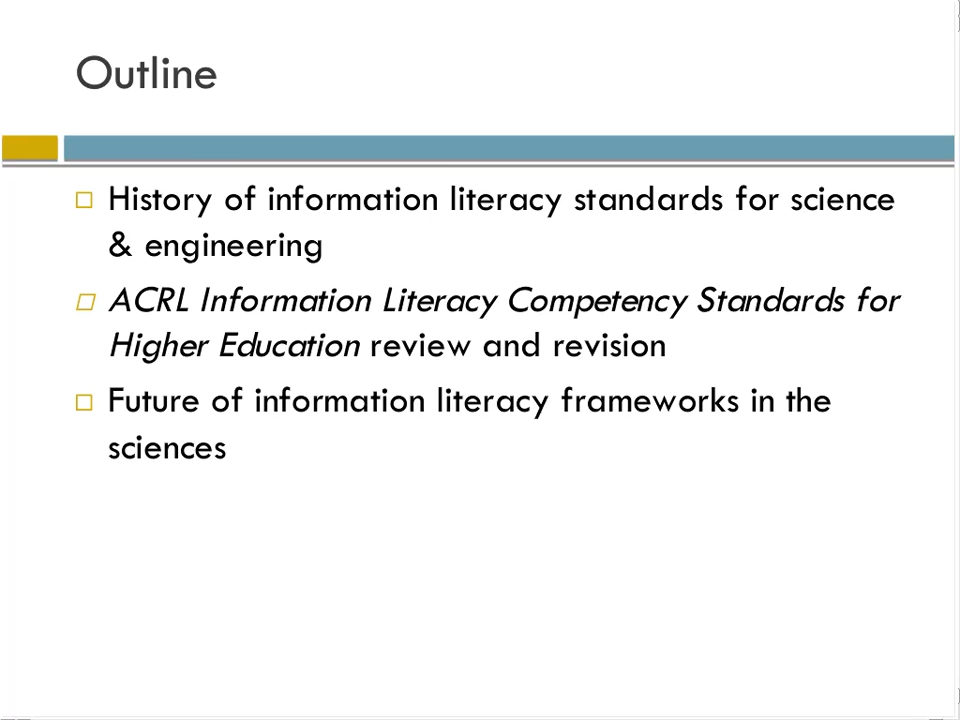 Outline
History of information literacy standards for science
& engineering
ACRL Information Literacy Competency Standards for
Higher Education review and revision
Future of information literacy frameworks in the
sciences